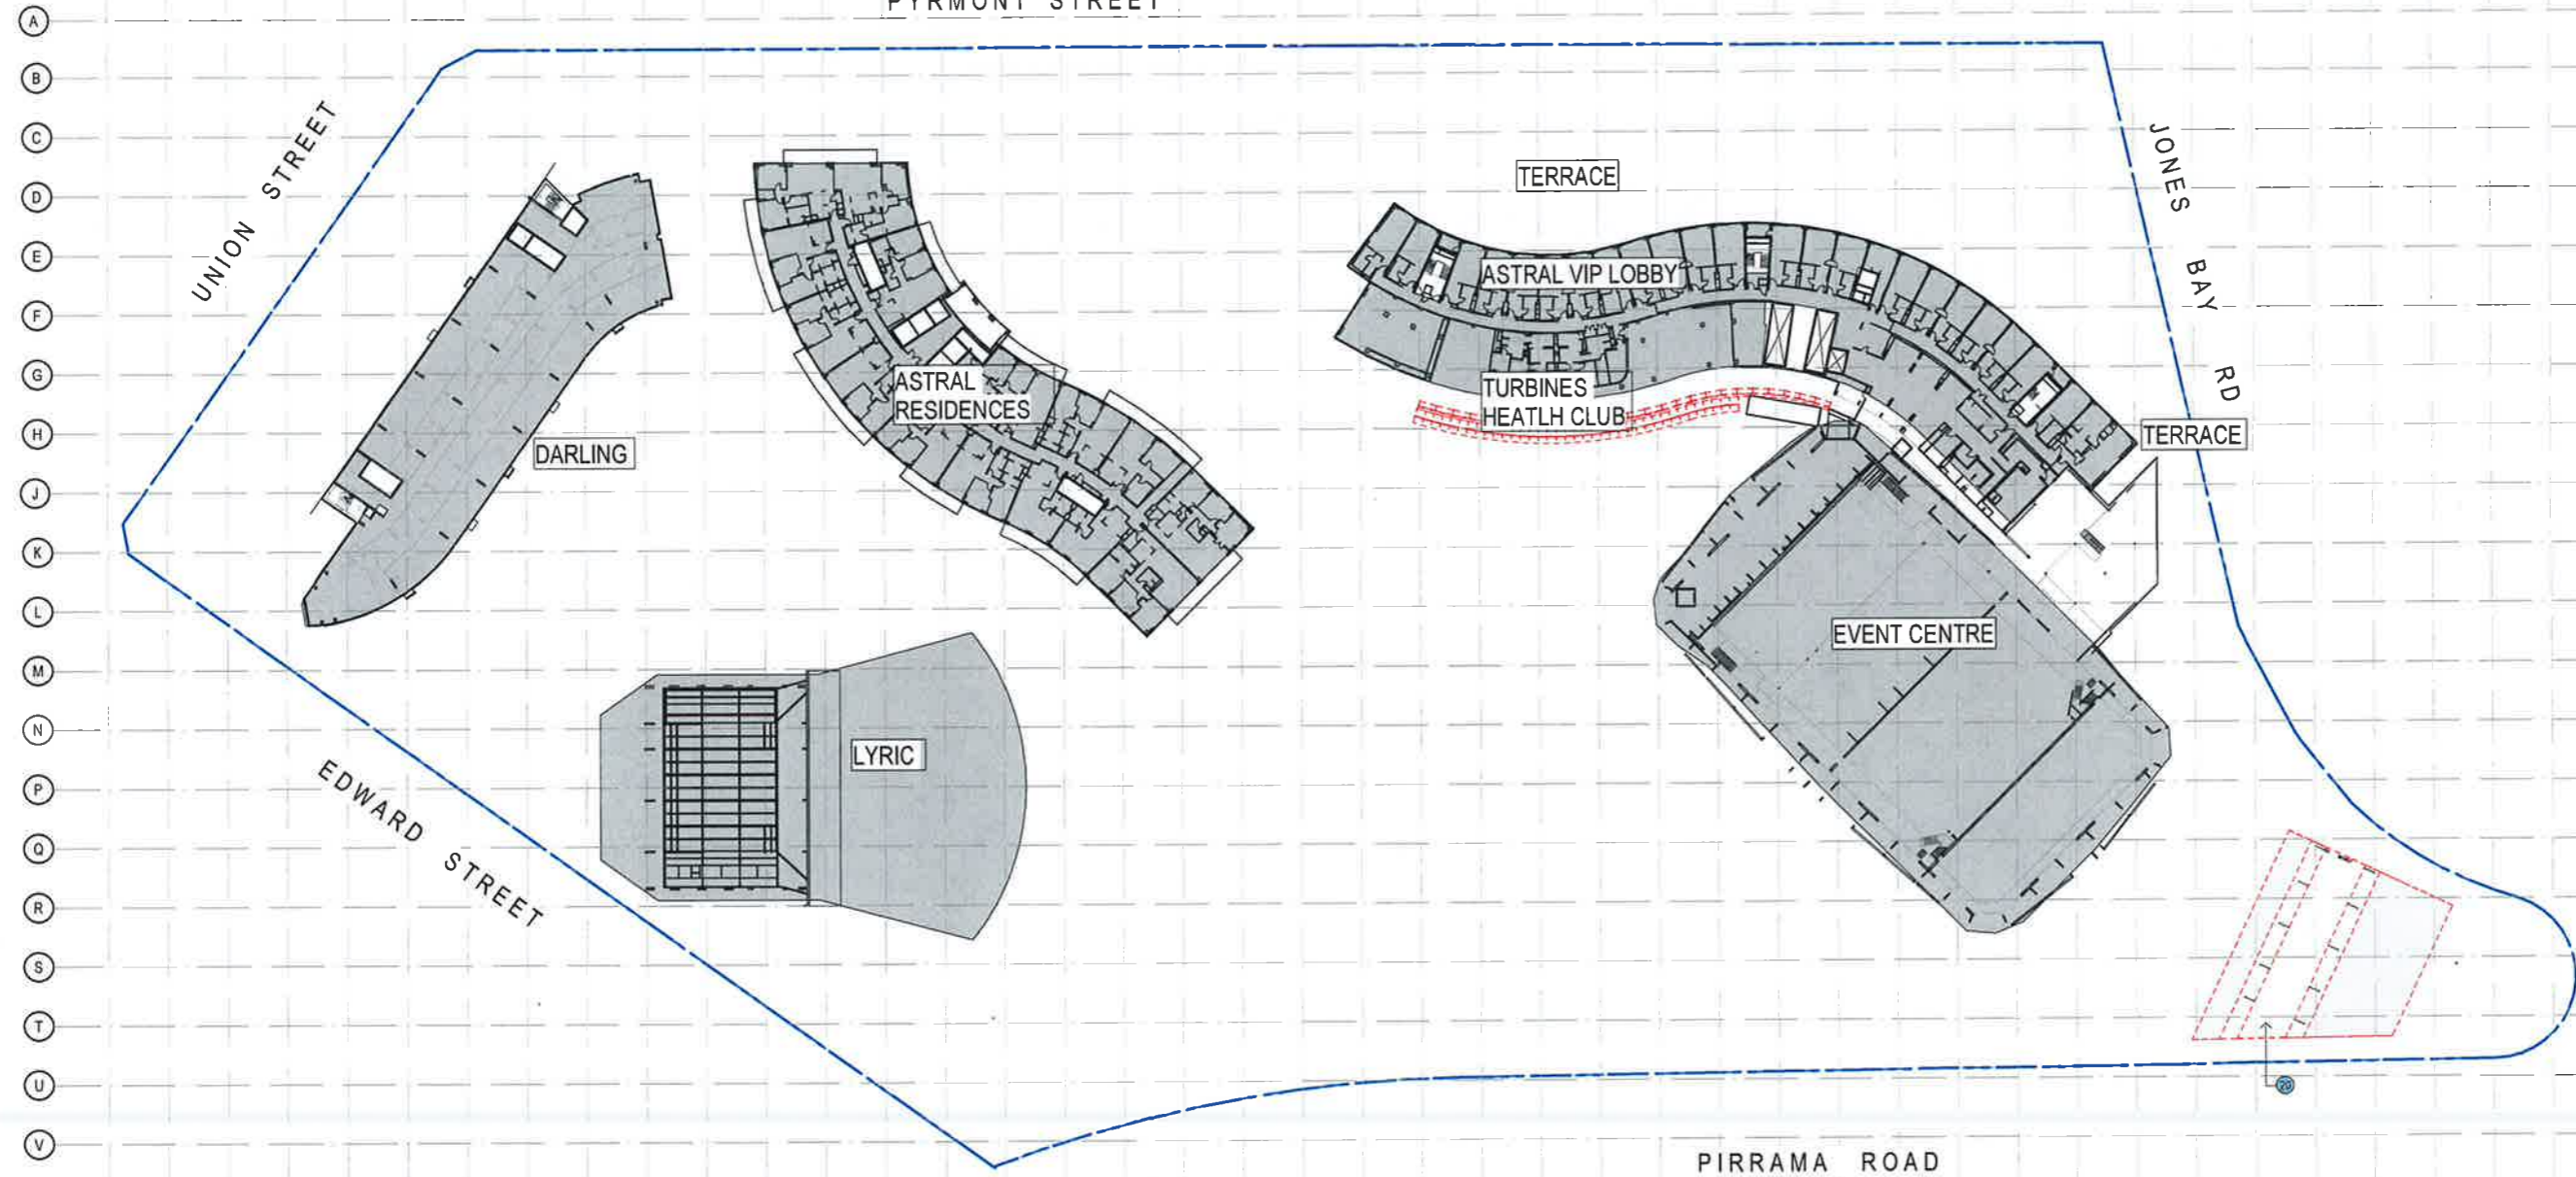 PYRMONT STREET
A
B
C
D
E
F
G
H
J
K
L
M
N
P
Q
R
S
T
U
V
UNION STREET
JONES BAY RD
TERRACE
ASTRAL VIP LOBBY
ASTRAL
RESIDENCES
TURBINES
HEATLH CLUB
TERRACE
DARLING
EVENT CENTRE
LYRIC
EDWARD STREET
20
PIRRAMA ROAD